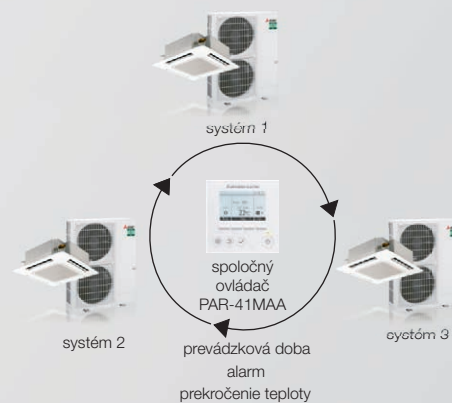 systém 1
spoločný
ovládač
PAR-41MAA
systém 2
systém 3
prevádzková doba
alarm
prekročenie teploty